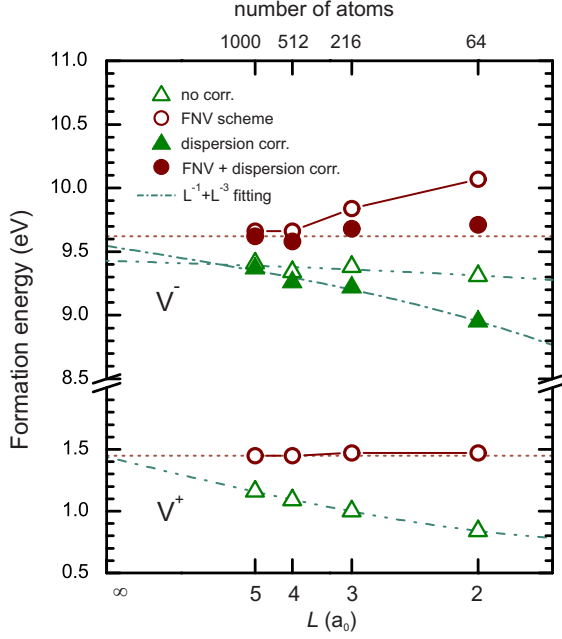 number of atoms
1000 512 216 64
11.0
10.5
10.0
9.5
9.0
8.5
1.5
1.0
0.5
no corr.
FNV scheme
dispersion corr.
FNV + dispersion corr.
L⁻¹+L⁻³ fitting
V⁻
V⁺
Formation energy (eV)
∞ 5 4 3 2
L (a₀)